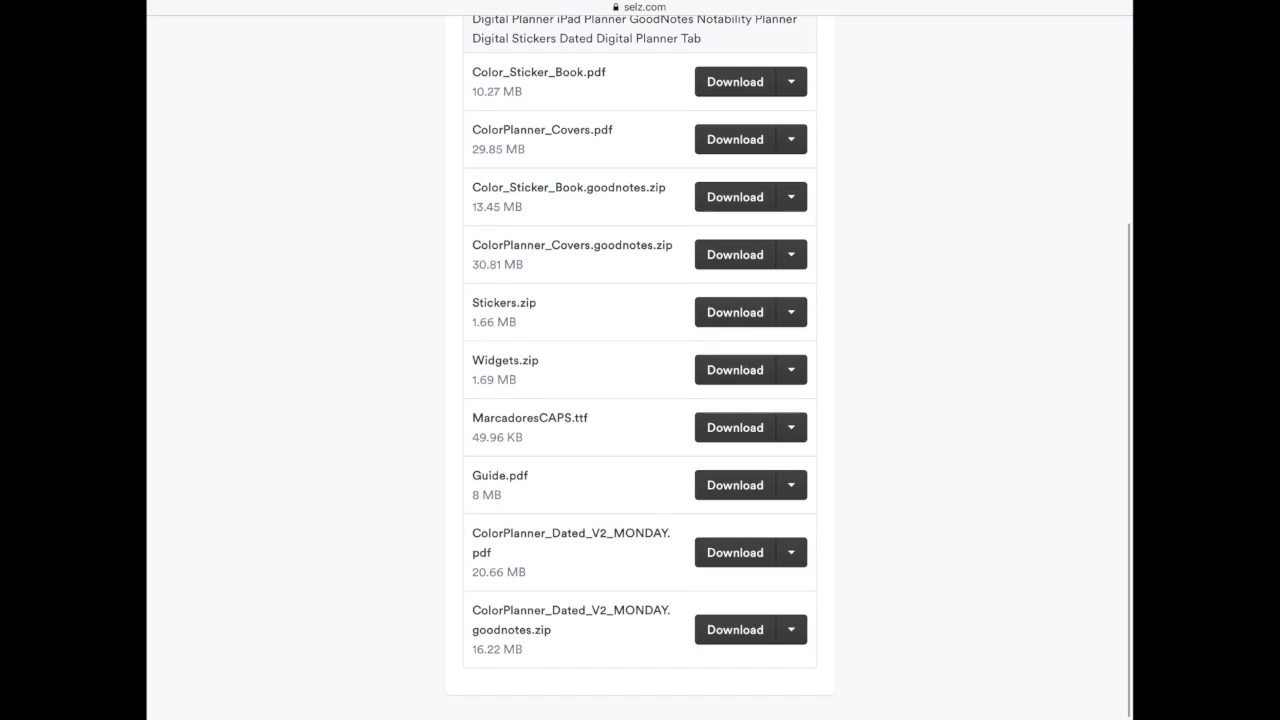 selz.com
Digital Planner iPad Planner GoodNotes Notability Planner
Digital Stickers Dated Digital Planner Tab
Color_Sticker_Book.pdf
10.27 MB
Download
ColorPlanner_Covers.pdf
29.85 MB
Download
Color_Sticker_Book.goodnotes.zip
13.45 MB
Download
ColorPlanner_Covers.goodnotes.zip
30.81 MB
Download
Stickers.zip
1.66 MB
Download
Widgets.zip
1.69 MB
Download
MarcadoresCAPS.ttf
49.96 KB
Download
Guide.pdf
8 MB
Download
ColorPlanner_Dated_V2_MONDAY.
pdf
20.66 MB
Download
ColorPlanner_Dated_V2_MONDAY.
goodnotes.zip
16.22 MB
Download